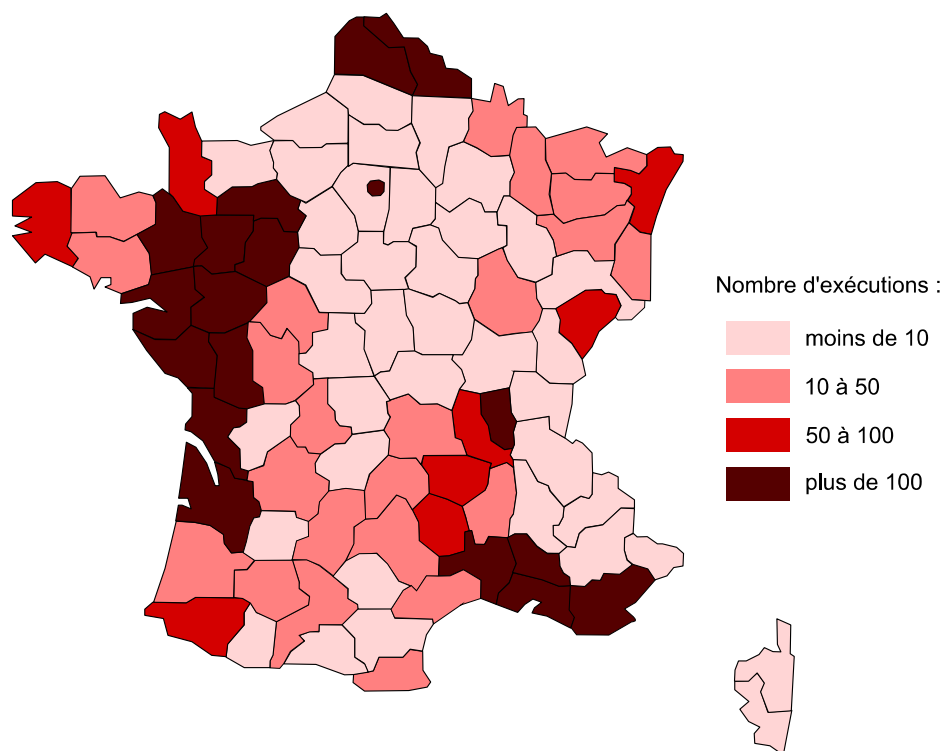 Nombre d'exécutions :
moins de 10
10 à 50
50 à 100
plus de 100